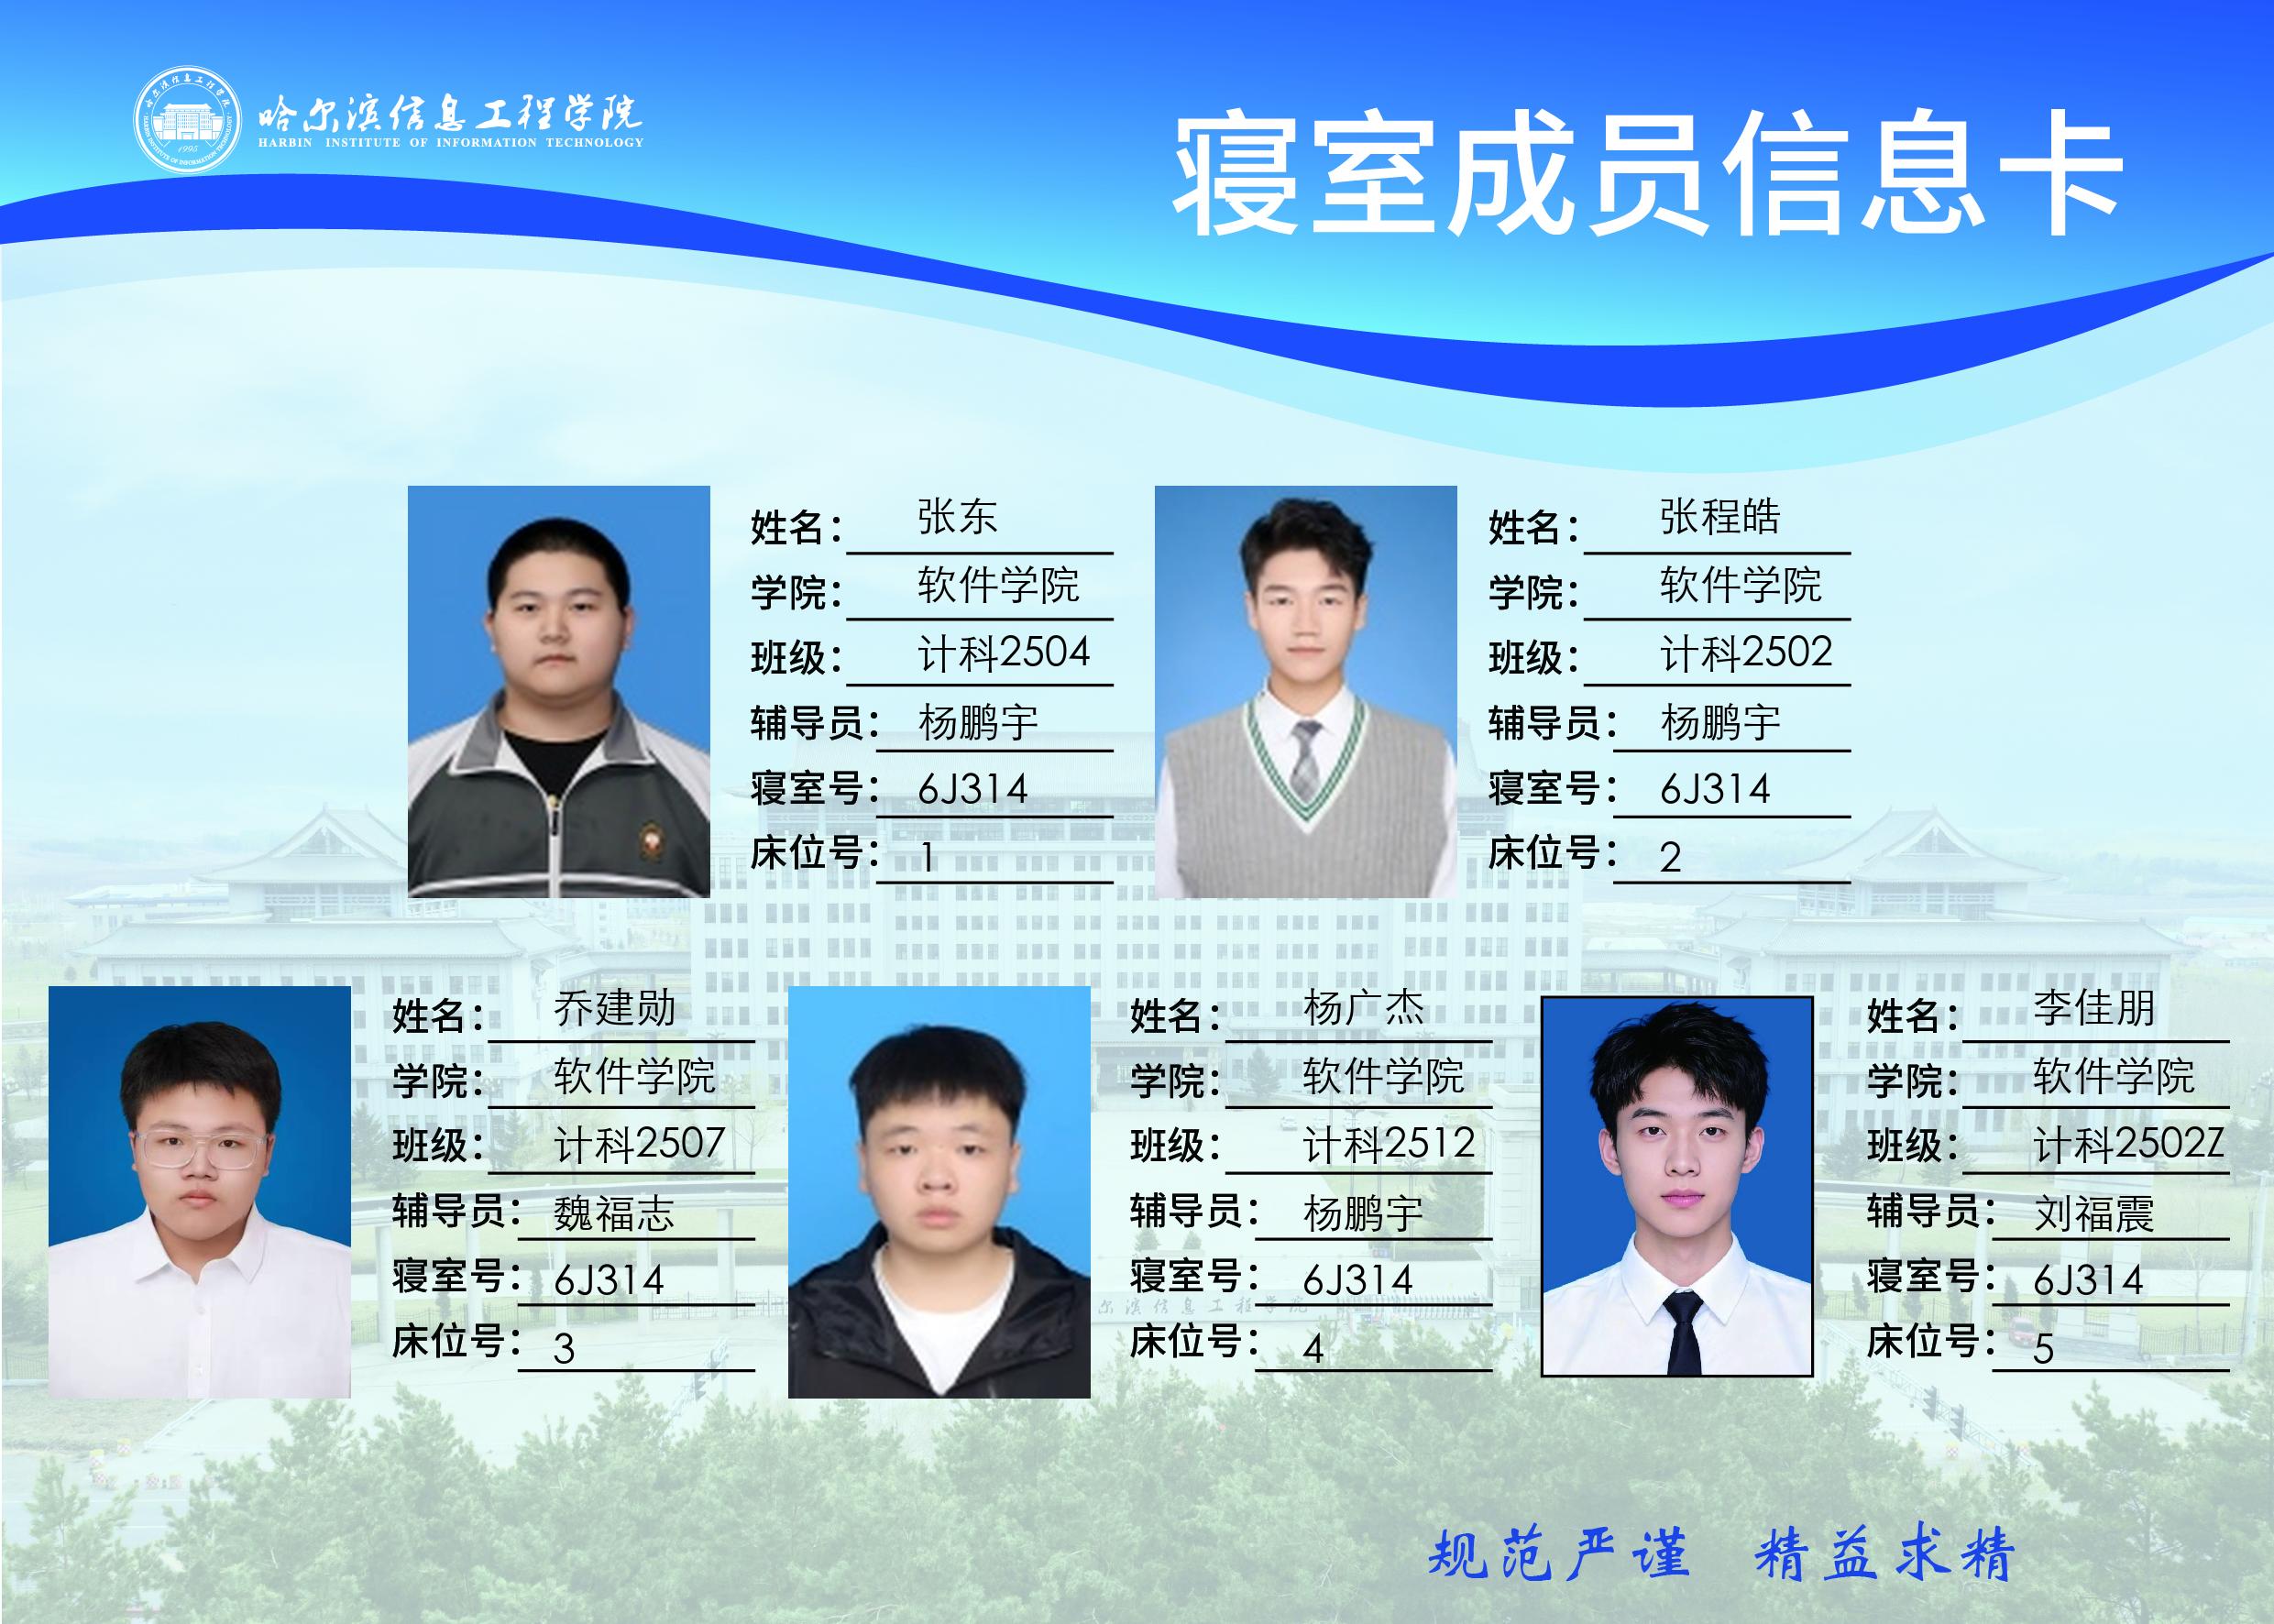 哈尔滨信息工程学院
HARBIN INSTITUTE OF INFORMATION TECHNOLOGY
1995
寝室成员信息卡
姓名： 张东
学院： 软件学院
班级： 计科2504
辅导员： 杨鹏宇
寝室号： 6J314
床位号： 1
姓名： 张程皓
学院： 软件学院
班级： 计科2502
辅导员： 杨鹏宇
寝室号： 6J314
床位号： 2
姓名： 乔建勋
学院： 软件学院
班级： 计科2507
辅导员： 魏福志
寝室号： 6J314
床位号： 3
姓名： 杨广杰
学院： 软件学院
班级： 计科2512
辅导员： 杨鹏宇
寝室号： 6J314
床位号： 4
姓名： 李佳朋
学院： 软件学院
班级： 计科2502Z
辅导员： 刘福震
寝室号： 6J314
床位号： 5
尔滨信息工程学院
规范严谨 精益求精